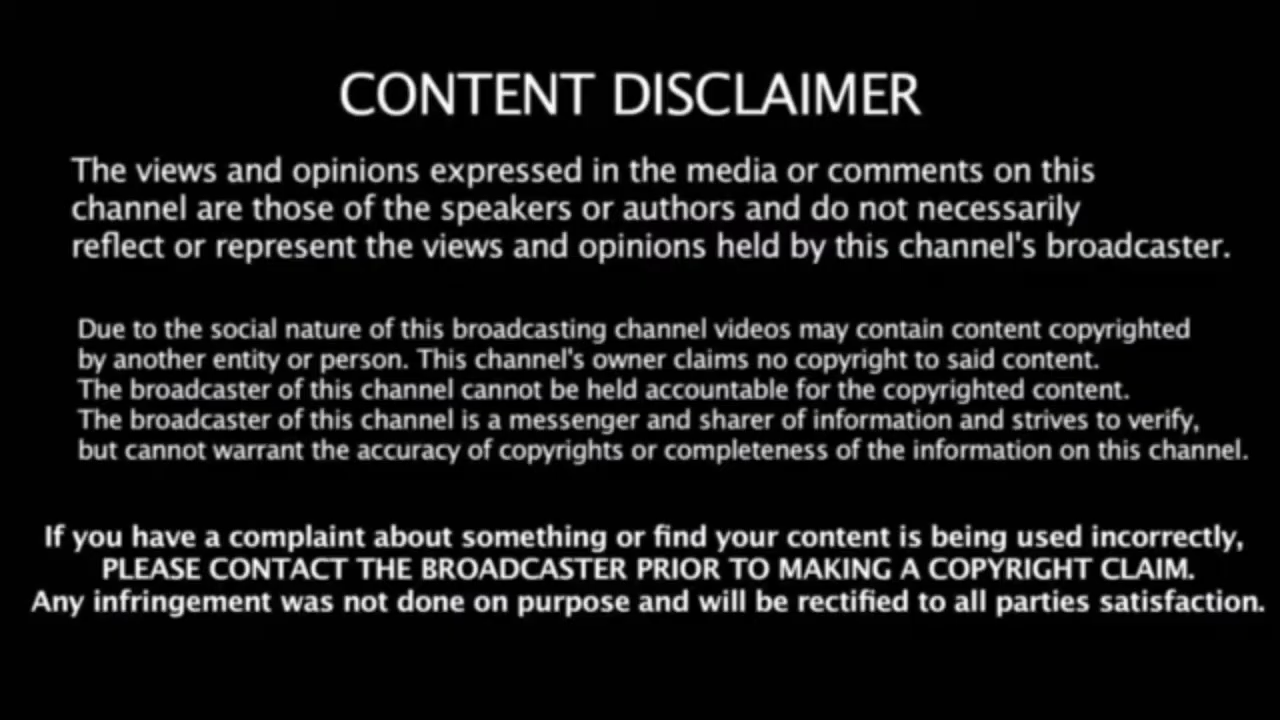 CONTENT DISCLAIMER
The views and opinions expressed in the media or comments on this
channel are those of the speakers or authors and do not necessarily
reflect or represent the views and opinions held by this channel's broadcaster.
Due to the social nature of this broadcasting channel videos may contain content copyrighted
by another entity or person. This channel's owner claims no copyright to said content.
The broadcaster of this channel cannot be held accountable for the copyrighted content.
The broadcaster of this channel is a messenger and sharer of information and strives to verify,
but cannot warrant the accuracy of copyrights or completeness of the information on this channel.
If you have a complaint about something or find your content is being used incorrectly,
PLEASE CONTACT THE BROADCASTER PRIOR TO MAKING A COPYRIGHT CLAIM.
Any infringement was not done on purpose and will be rectified to all parties satisfaction.